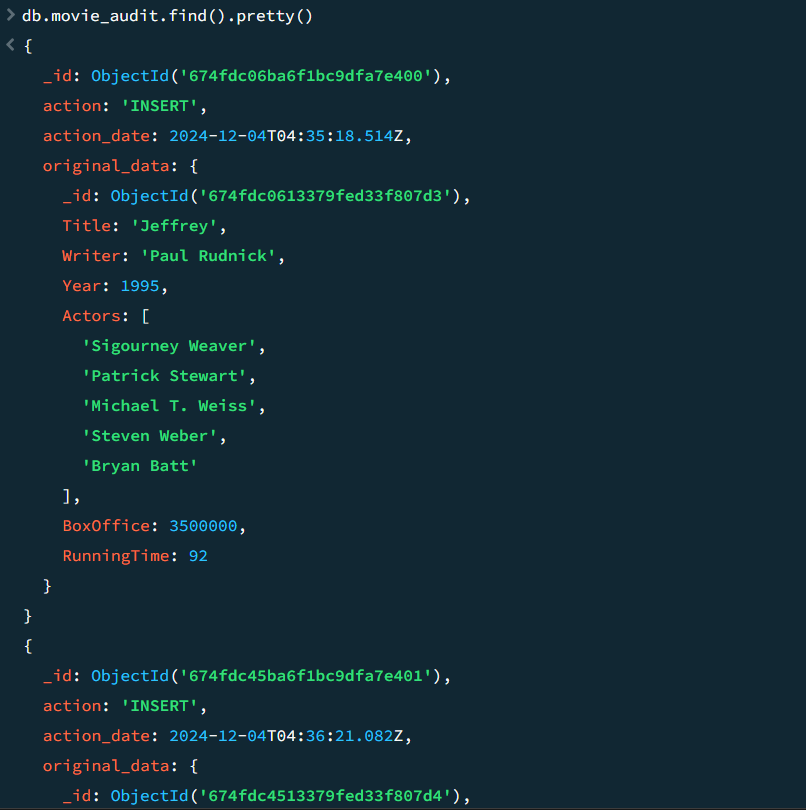 db.movie_audit.find().pretty()
{
_id: ObjectId('674fdc06ba6f1bc9dfa7e400'),
action: 'INSERT',
action_date: 2024-12-04T04:35:18.514Z,
original_data: {
_id: ObjectId('674fdc0613379fed33f807d3'),
Title: 'Jeffrey',
Writer: 'Paul Rudnick',
Year: 1995,
Actors: [
'Sigourney Weaver',
'Patrick Stewart',
'Michael T. Weiss',
'Steven Weber',
'Bryan Batt'
],
BoxOffice: 3500000,
RunningTime: 92
}
}
{
_id: ObjectId('674fdc45ba6f1bc9dfa7e401'),
action: 'INSERT',
action_date: 2024-12-04T04:36:21.082Z,
original_data: {
_id: ObjectId('674fdc4513379fed33f807d4'),